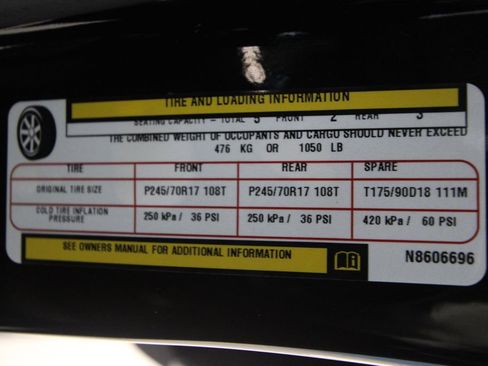 TIRE AND LOADING INFORMATION
SEATING CAPACITY - TOTAL 5 FRONT 2 REAR 3
THE COMBINED WEIGHT OF OCCUPANTS AND CARGO SHOULD NEVER EXCEED
476 KG OR 1050 LB
TIRE FRONT REAR SPARE
ORIGINAL TIRE SIZE P245/70R17 108T P245/70R17 108T T175/90D18 111M
COLD TIRE INFLATION PRESSURE 250 kPa / 36 PSI 250 kPa / 36 PSI 420 kPa / 60 PSI
SEE OWNERS MANUAL FOR ADDITIONAL INFORMATION
N8606696